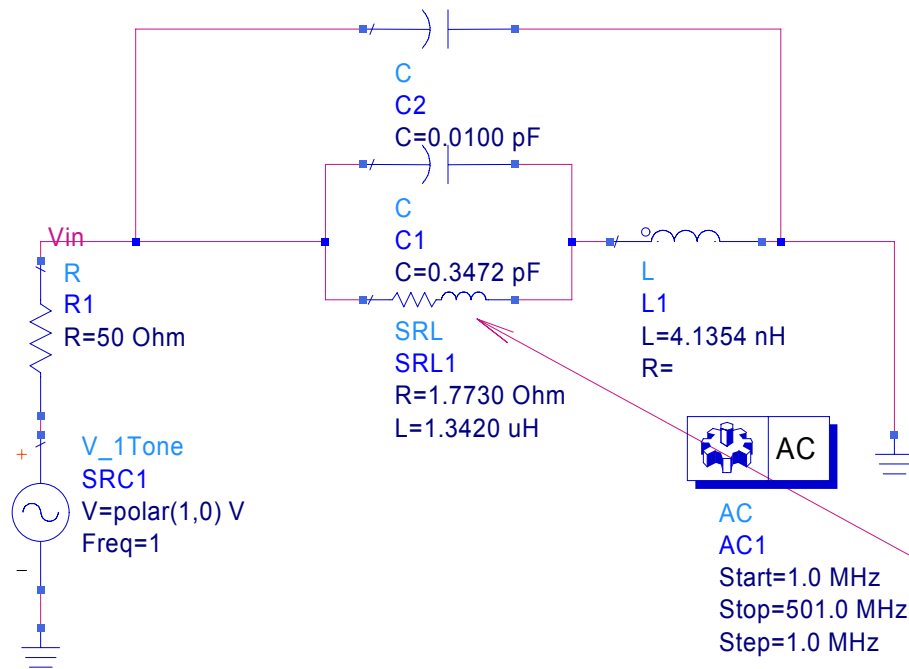 C
C2
C=0.0100 pF
C
C1
C=0.3472 pF
SRL
SRL1
R=1.7730 Ohm
L=1.3420 uH
L
L1
L=4.1354 nH
R=
Vin
R
R1
R=50 Ohm
+
V_1Tone
SRC1
V=polar(1,0) V
Freq=1
–
AC
AC
AC1
Start=1.0 MHz
Stop=501.0 MHz
Step=1.0 MHz